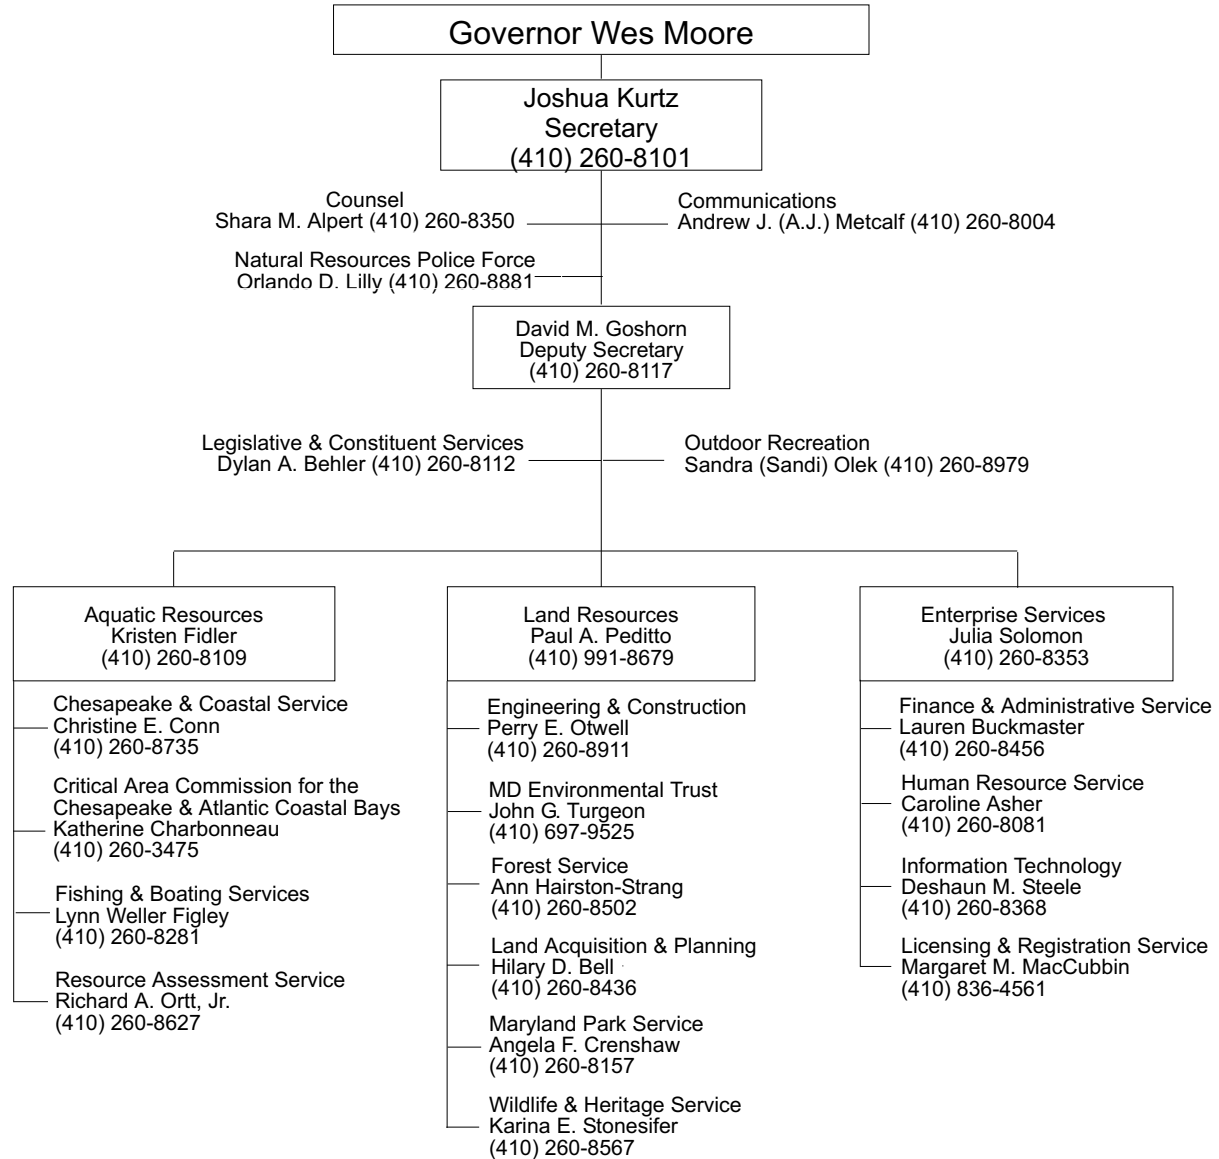 Governor Wes Moore
Joshua Kurtz
Secretary
(410) 260-8101
Counsel
Shara M. Alpert (410) 260-8350
Communications
Andrew J. (A.J.) Metcalf (410) 260-8004
Natural Resources Police Force
Orlando D. Lilly (410) 260-8881
David M. Goshorn
Deputy Secretary
(410) 260-8117
Legislative & Constituent Services
Dylan A. Behler (410) 260-8112
Outdoor Recreation
Sandra (Sandi) Olek (410) 260-8979
Aquatic Resources
Kristen Fidler
(410) 260-8109
Chesapeake & Coastal Service
Christine E. Conn
(410) 260-8735
Critical Area Commission for the
Chesapeake & Atlantic Coastal Bays
Katherine Charbonneau
(410) 260-3475
Fishing & Boating Services
Lynn Weller Figley
(410) 260-8281
Resource Assessment Service
Richard A. Ortt, Jr.
(410) 260-8627
Land Resources
Paul A. Peditto
(410) 991-8679
Engineering & Construction
Perry E. Otwell
(410) 260-8911
MD Environmental Trust
John G. Turgeon
(410) 697-9525
Forest Service
Ann Hairston-Strang
(410) 260-8502
Land Acquisition & Planning
Hilary D. Bell
(410) 260-8436
Maryland Park Service
Angela F. Crenshaw
(410) 260-8157
Wildlife & Heritage Service
Karina E. Stonesifer
(410) 260-8567
Enterprise Services
Julia Solomon
(410) 260-8353
Finance & Administrative Service
Lauren Buckmaster
(410) 260-8456
Human Resource Service
Caroline Asher
(410) 260-8081
Information Technology
Deshaun M. Steele
(410) 260-8368
Licensing & Registration Service
Margaret M. MacCubbin
(410) 836-4561